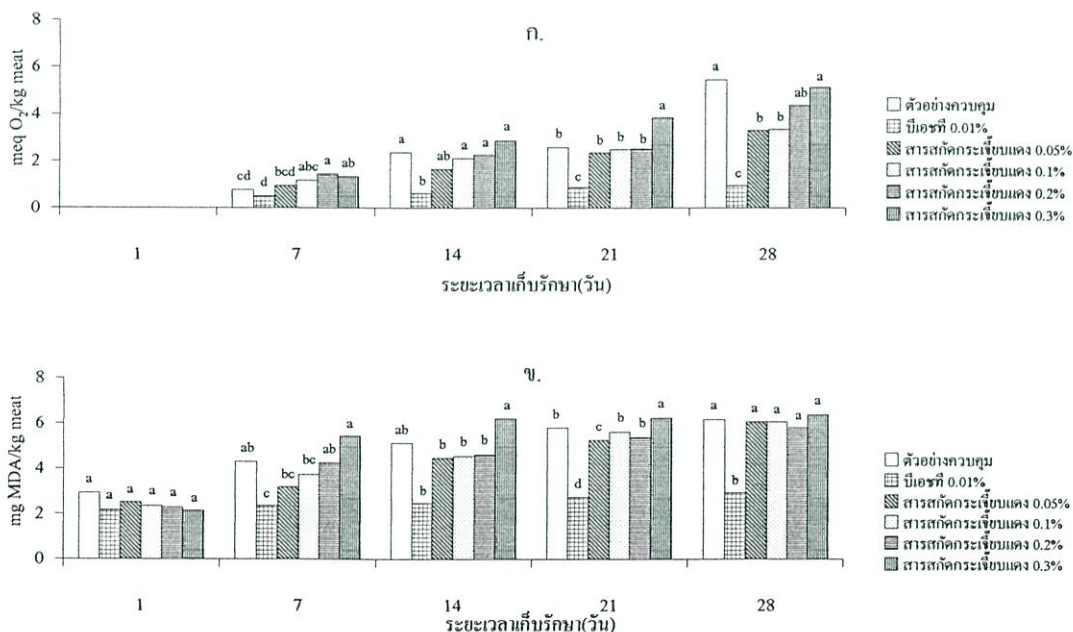 ก.
8
6
4
2
0
meq O₂/kg meat
cd d bcd abc a ab
a b ab a a a
b c b b b a
a c b b ab a
1 7 14 21 28
ระยะเวลาเก็บรักษา(วัน)
ตัวอย่างควบคุม
บีเอชที 0.01%
สารสกัดกระเจี๊ยบแดง 0.05%
สารสกัดกระเจี๊ยบแดง 0.1%
สารสกัดกระเจี๊ยบแดง 0.2%
สารสกัดกระเจี๊ยบแดง 0.3%
ข.
8
6
4
2
0
mg MDA/kg meat
a a a a a a
ab c bc bc ab a
ab b b b b a
b d c b b a
a b a a a a
1 7 14 21 28
ระยะเวลาเก็บรักษา(วัน)
ตัวอย่างควบคุม
บีเอชที 0.01%
สารสกัดกระเจี๊ยบแดง 0.05%
สารสกัดกระเจี๊ยบแดง 0.1%
สารสกัดกระเจี๊ยบแดง 0.2%
สารสกัดกระเจี๊ยบแดง 0.3%